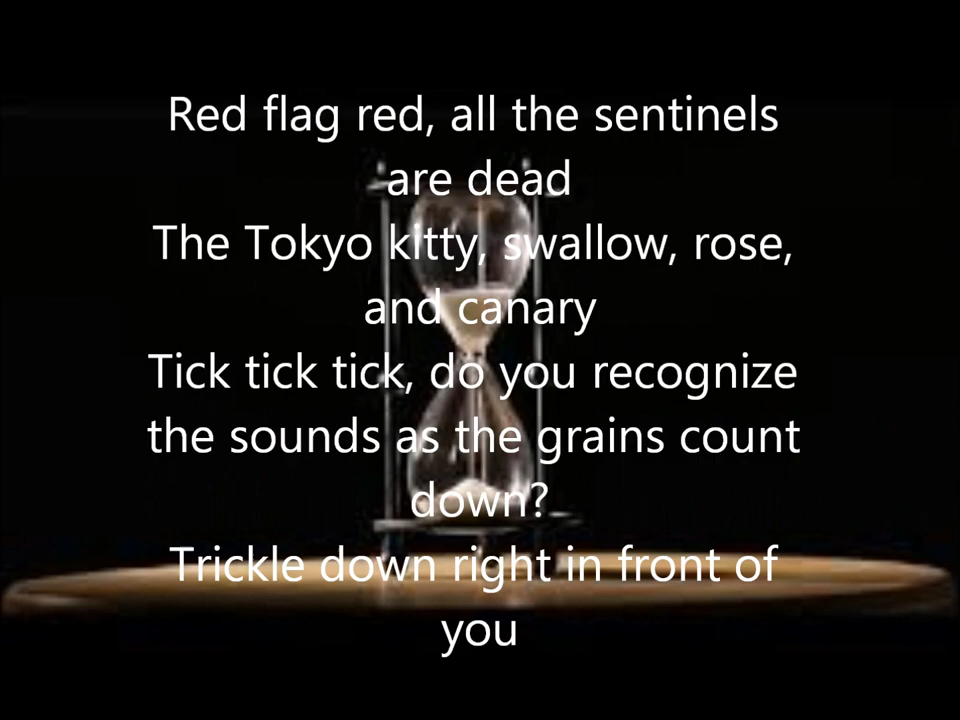 Red flag red, all the sentinels
are dead
The Tokyo kitty, swallow, rose,
and canary
Tick tick tick, do you recognize
the sounds as the grains count
down?
Trickle down right in front of
you